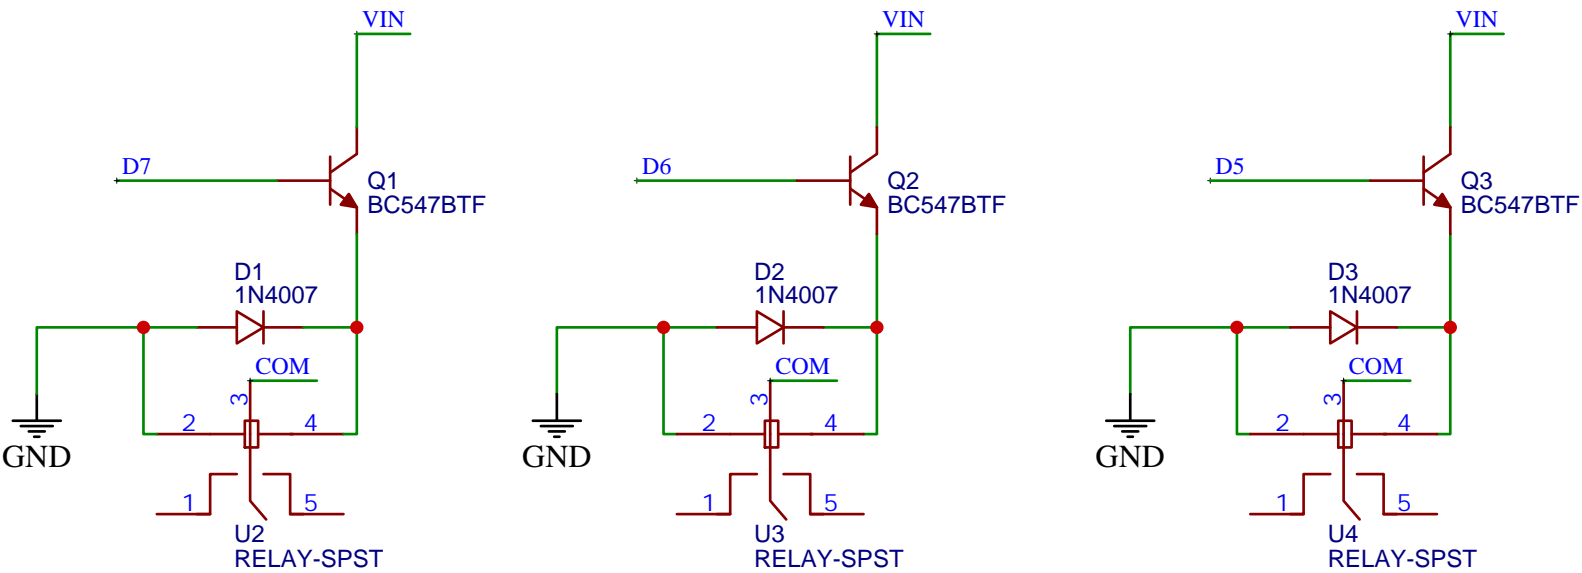 VIN
D7
Q1
BC547BTF
D1
1N4007
COM
3
2
4
GND
1
5
U2
RELAY-SPST
VIN
D6
Q2
BC547BTF
D2
1N4007
COM
3
2
4
GND
1
5
U3
RELAY-SPST
VIN
D5
Q3
BC547BTF
D3
1N4007
COM
3
2
4
GND
1
5
U4
RELAY-SPST